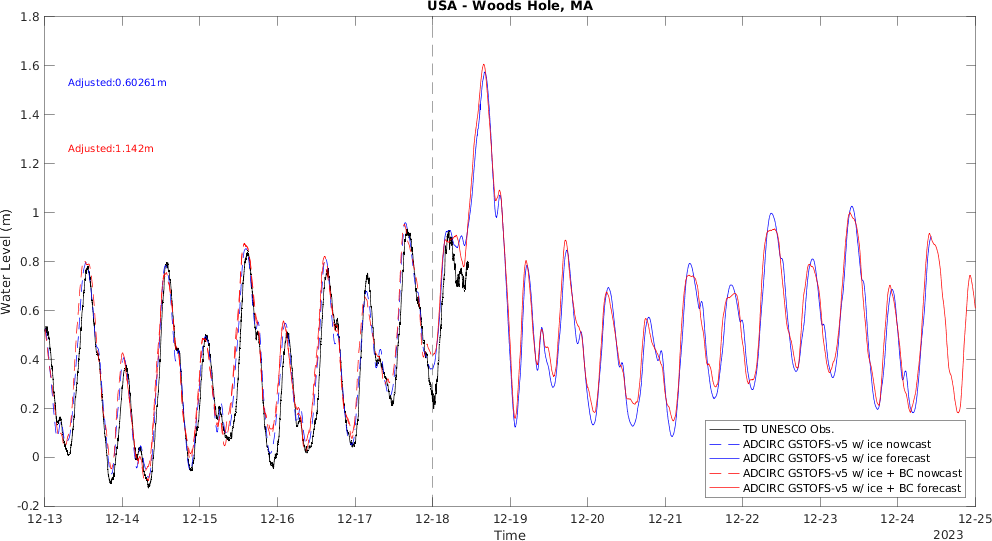 USA - Woods Hole, MA
Water Level (m)
1.8
1.6
1.4
1.2
1
0.8
0.6
0.4
0.2
0
-0.2
Adjusted:0.60261m
Adjusted:1.142m
TD UNESCO Obs.
ADCIRC GSTOFS-v5 w/ ice nowcast
ADCIRC GSTOFS-v5 w/ ice forecast
ADCIRC GSTOFS-v5 w/ ice + BC nowcast
ADCIRC GSTOFS-v5 w/ ice + BC forecast
12-13 12-14 12-15 12-16 12-17 12-18 12-19 12-20 12-21 12-22 12-23 12-24 12-25
Time
2023